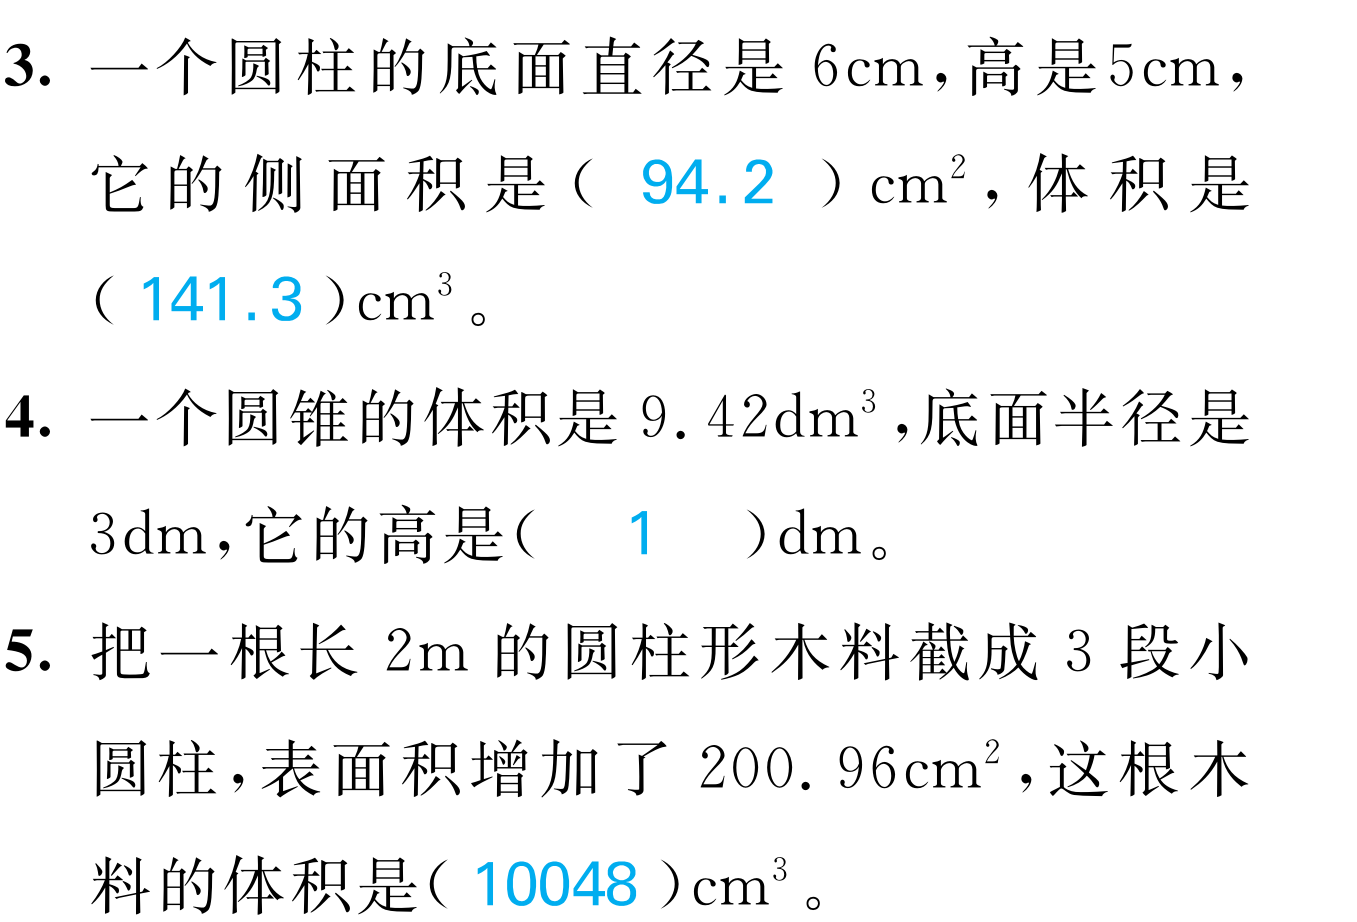 3. 一个圆柱的底面直径是 6cm,高是5cm,
它的侧面积是( 94.2 )cm²,体积是
( 141.3 )cm³。
4. 一个圆锥的体积是 9.42dm³,底面半径是
3dm,它的高是( 1 )dm。
5. 把一根长 2m 的圆柱形木料截成 3 段小
圆柱,表面积增加了 200.96cm²,这根木
料的体积是( 10048 )cm³。